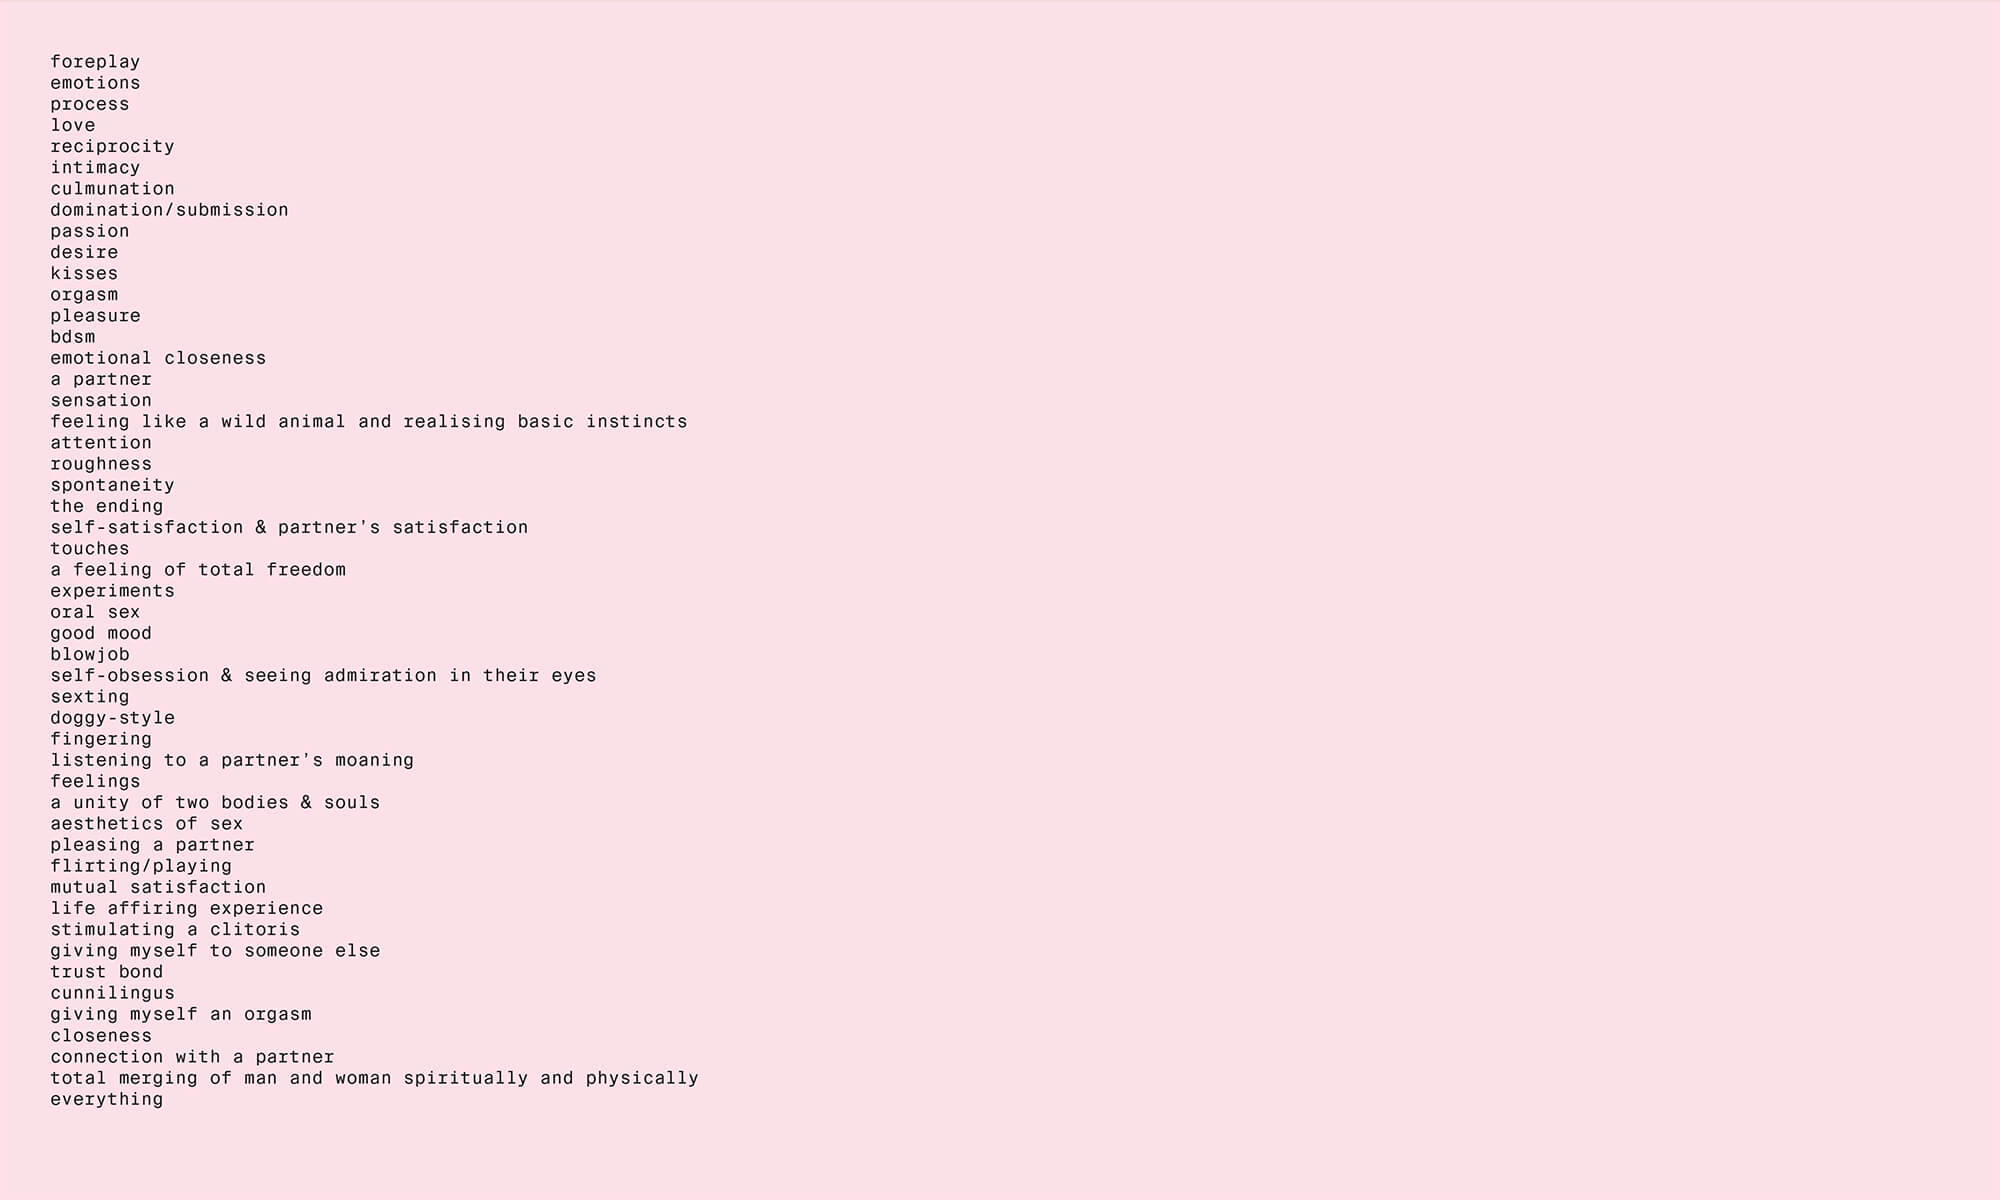 foreplay
emotions
process
love
reciprocity
intimacy
culmunation
domination/submission
passion
desire
kisses
orgasm
pleasure
bdsm
emotional closeness
a partner
sensation
feeling like a wild animal and realising basic instincts
attention
roughness
spontaneity
the ending
self-satisfaction & partner's satisfaction
touches
a feeling of total freedom
experiments
oral sex
good mood
blowjob
self-obsession & seeing admiration in their eyes
sexting
doggy-style
fingering
listening to a partner's moaning
feelings
a unity of two bodies & souls
aesthetics of sex
pleasing a partner
flirting/playing
mutual satisfaction
life affiring experience
stimulating a clitoris
giving myself to someone else
trust bond
cunnilingus
giving myself an orgasm
closeness
connection with a partner
total merging of man and woman spiritually and physically
everything